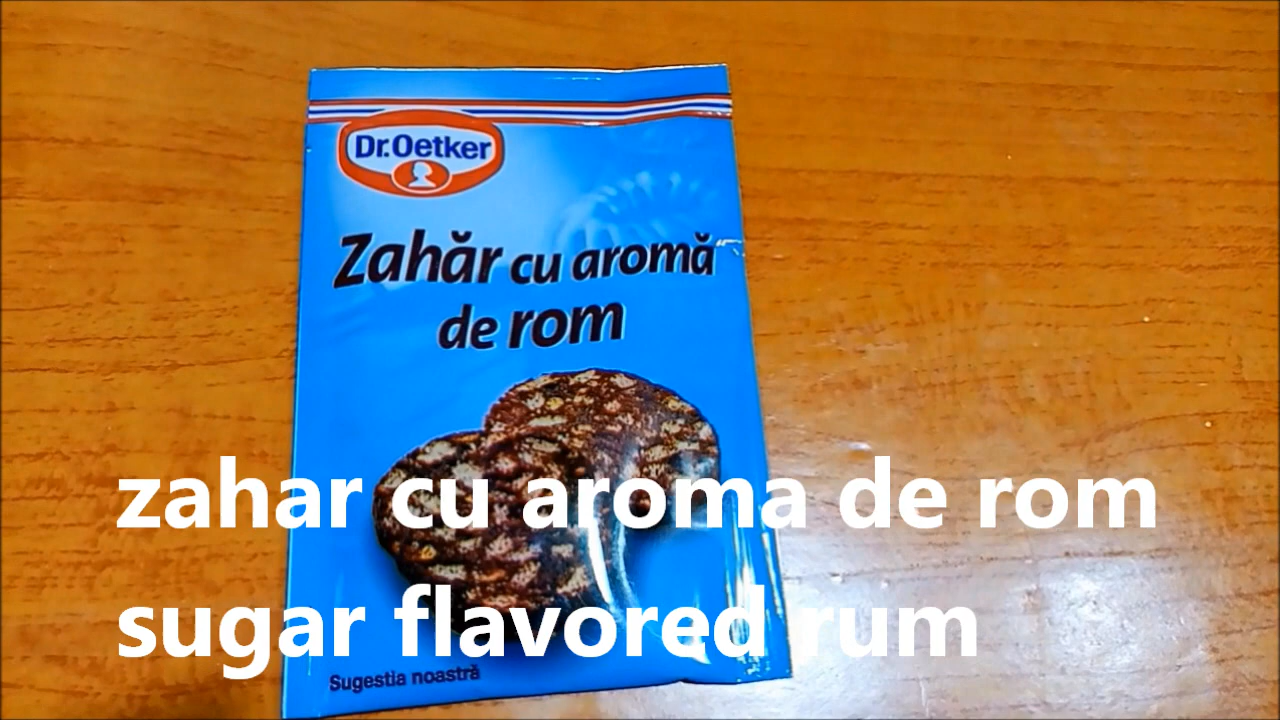 Dr.Oetker
Zahăr cu aromă
de rom
zahar cu aroma de rom
sugar flavored rum
Sugestia noastră